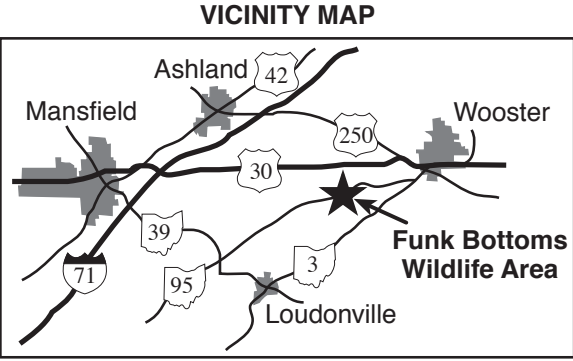 VICINITY MAP
Ashland
42
Mansfield
Wooster
250
30
39
Funk Bottoms
Wildlife Area
3
71
95
Loudonville